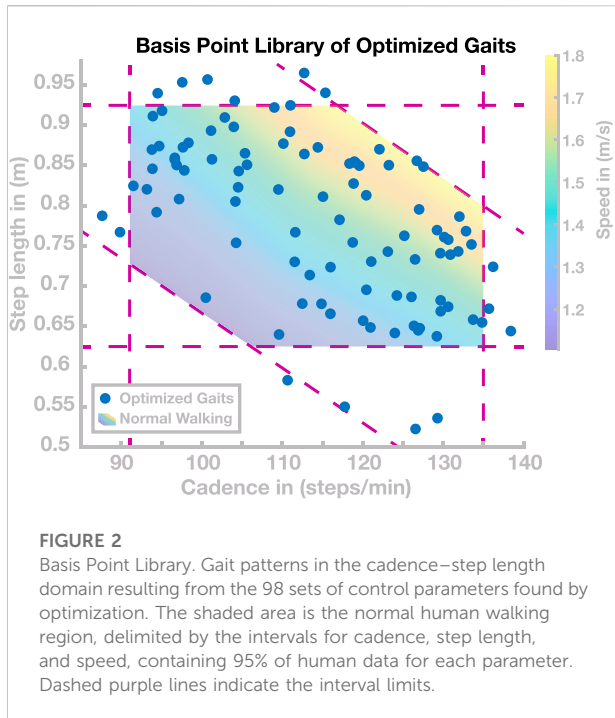 Basis Point Library of Optimized Gaits
0.95
0.9
0.85
0.8
0.75
0.7
0.65
0.6
0.55
0.5
Step length in (m)
Optimized Gaits
Normal Walking
90 100 110 120 130 140
Cadence in (steps/min)
1.8
1.7
1.6
1.5
1.4
1.3
1.2
Speed in (m/s)
FIGURE 2
Basis Point Library. Gait patterns in the cadence–step length
domain resulting from the 98 sets of control parameters found by
optimization. The shaded area is the normal human walking
region, delimited by the intervals for cadence, step length,
and speed, containing 95% of human data for each parameter.
Dashed purple lines indicate the interval limits.